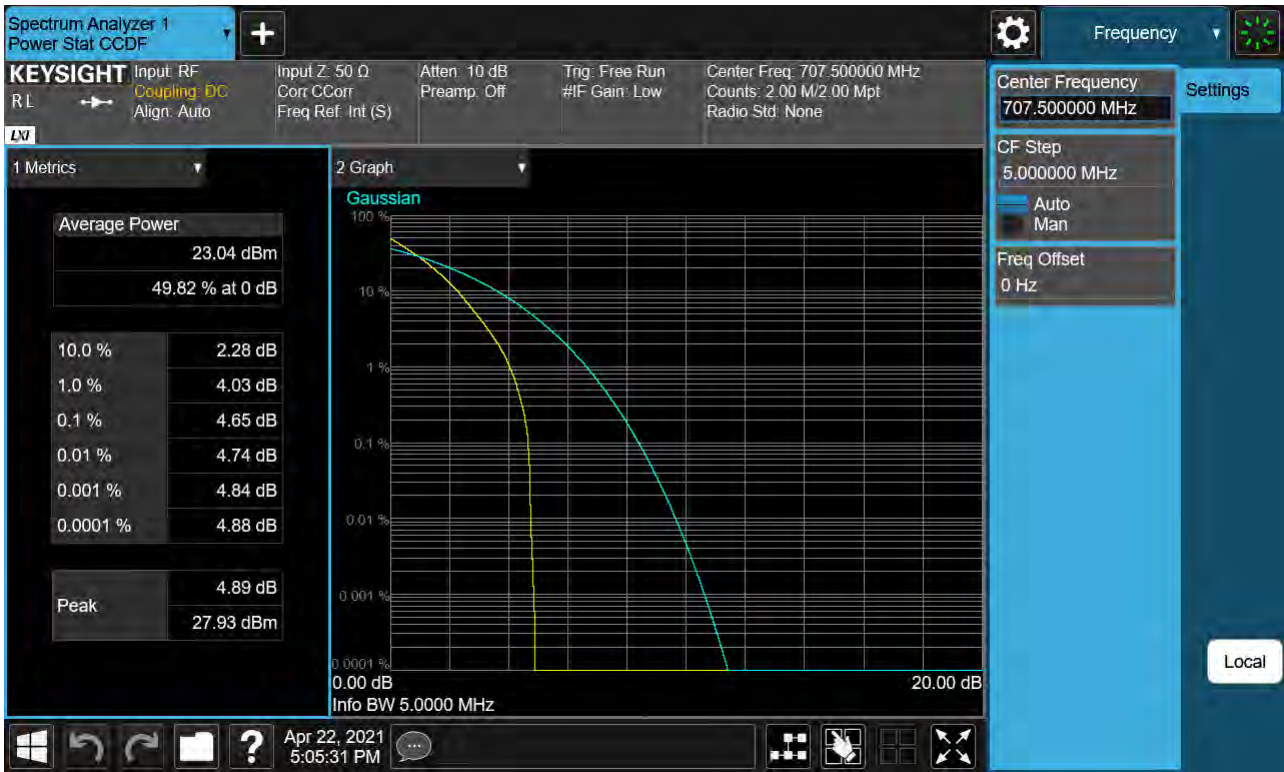 Spectrum Analyzer 1
Power Stat CCDF
+
Frequency
KEYSIGHT
RL
LXI
Input: RF
Coupling: DC
Align: Auto
Input Z: 50 Ω
Corr CCorr
Freq Ref: Int (S)
Atten: 10 dB
Preamp: Off
Trig: Free Run
#IF Gain: Low
Center Freq: 707.500000 MHz
Counts: 2.00 M/2.00 Mpt
Radio Std: None
Center Frequency
707.500000 MHz
Settings
CF Step
5.000000 MHz
Auto
Man
Freq Offset
0 Hz
1 Metrics
Average Power
23.04 dBm
49.82 % at 0 dB
10.0 % 2.28 dB
1.0 % 4.03 dB
0.1 % 4.65 dB
0.01 % 4.74 dB
0.001 % 4.84 dB
0.0001 % 4.88 dB
Peak
4.89 dB
27.93 dBm
2 Graph
Gaussian
100 %
10 %
1 %
0.1 %
0.01 %
0.001 %
0.0001 %
0.00 dB 20.00 dB
Info BW 5.0000 MHz
Local
?
Apr 22, 2021
5:05:31 PM